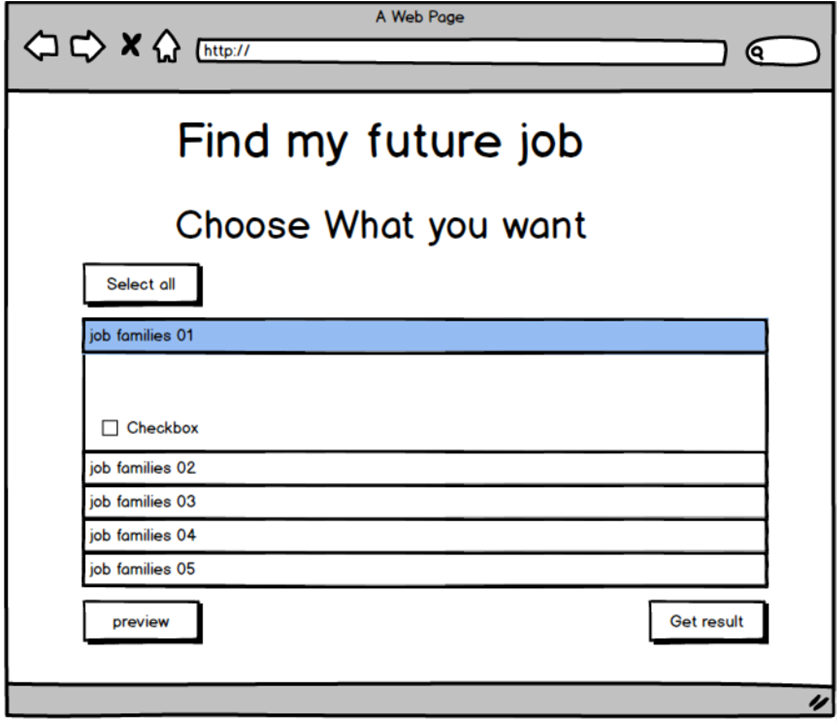 A Web Page
http://
Find my future job
Choose What you want
Select all
job families 01
Checkbox
job families 02
job families 03
job families 04
job families 05
preview
Get result